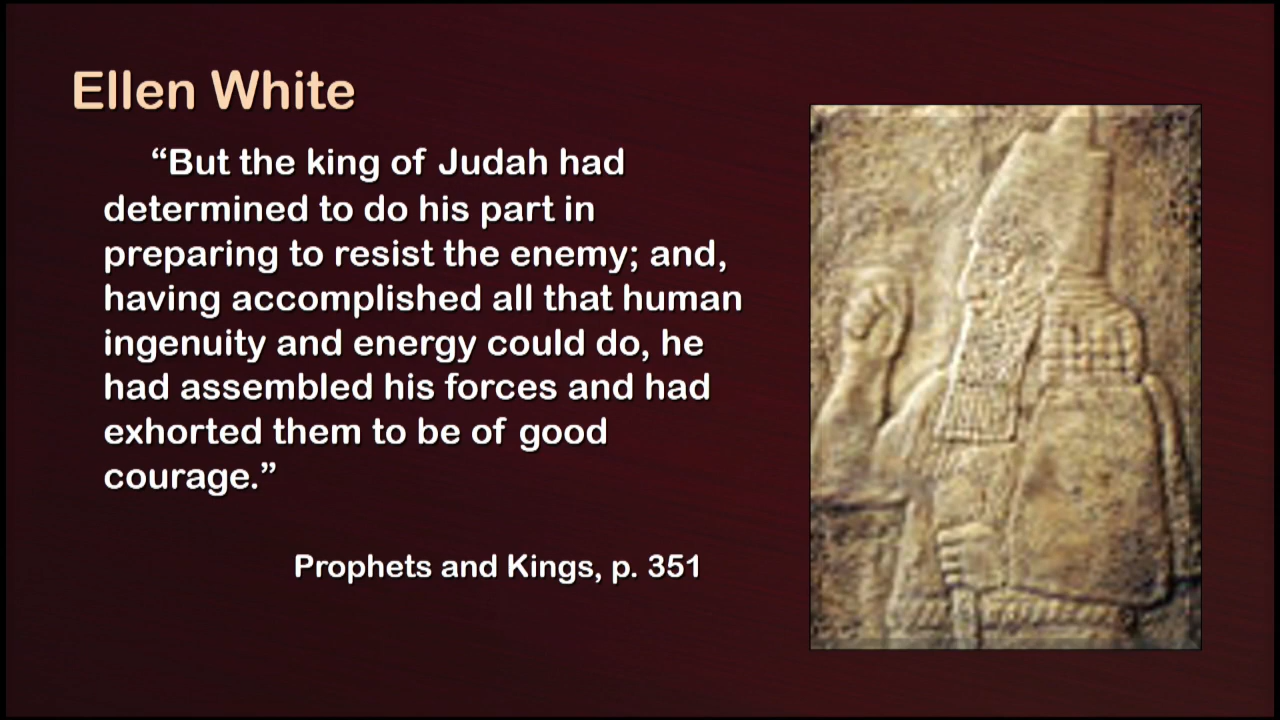 Ellen White
“But the king of Judah had
determined to do his part in
preparing to resist the enemy; and,
having accomplished all that human
ingenuity and energy could do, he
had assembled his forces and had
exhorted them to be of good
courage.”
Prophets and Kings, p. 351